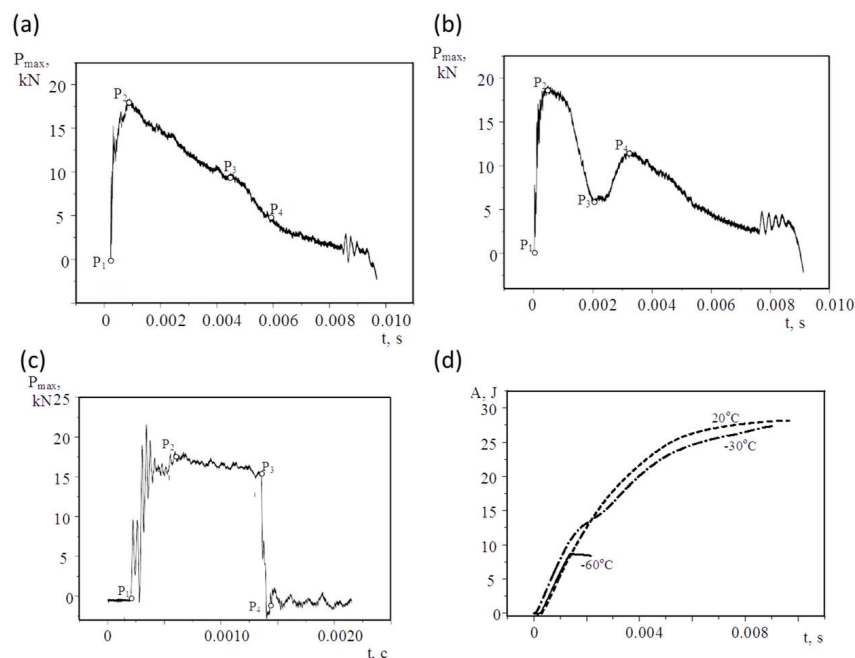 (a)
P_max,
kN
20
15
10
5
0
P₁
P₂
P₃
P₄
0 0.002 0.004 0.006 0.008 0.010
t, s
(b)
P_max,
kN
20
15
10
5
0
P₁
P₂
P₃
P₄
0 0.002 0.004 0.006 0.008 0.010
t, s
(c)
P_max,
kN
25
20
15
10
5
0
P₁
P₂
P₃
P₄
0 0.0010 0.0020
t, c
(d)
A, J
30
25
20
15
10
5
0
20°C
-30°C
-60°C
0 0.004 0.008
t, s